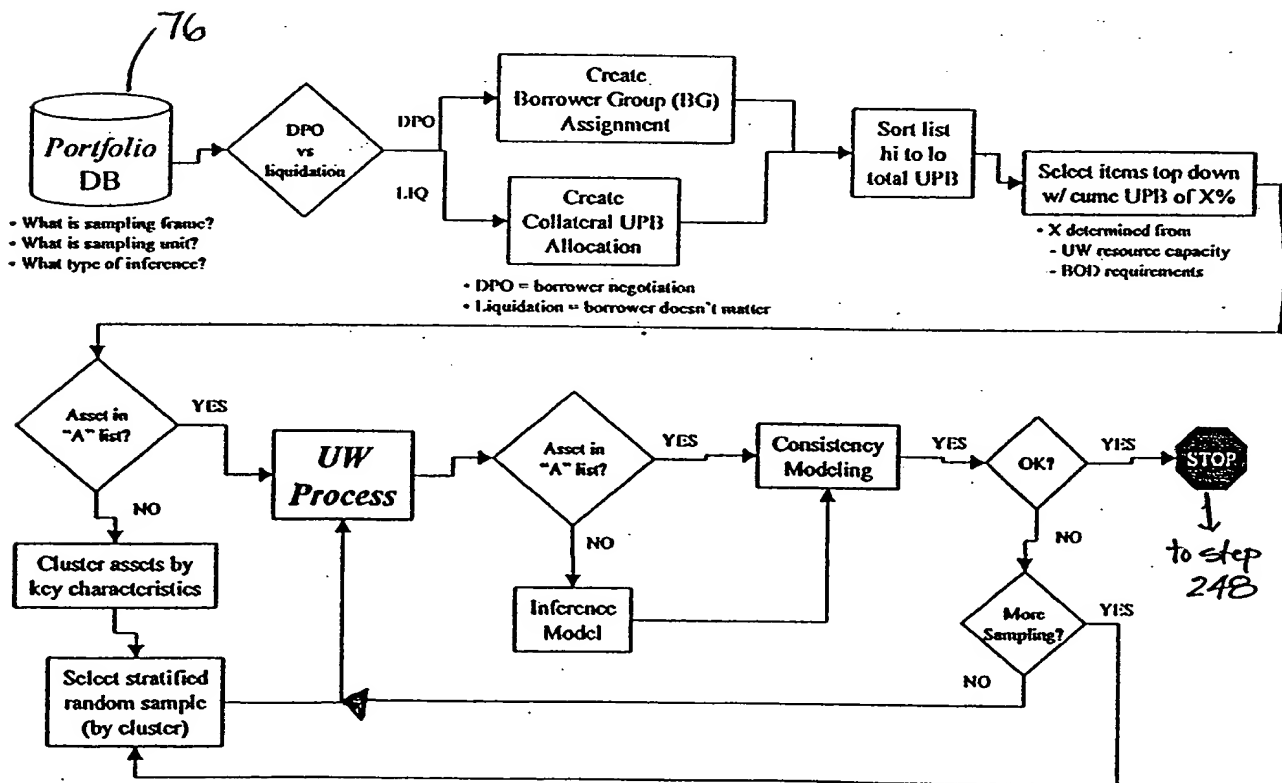 76
Portfolio
DB
• What is sampling frame?
• What is sampling unit?
• What type of inference?
DPO
vs
liquidation
DPO
LIQ
Create
Borrower Group (BG)
Assignment
Create
Collateral UPB
Allocation
• DPO = borrower negotiation
• Liquidation = borrower doesn't matter
Sort list
hi to lo
total UPB
Select items top down
w/ cume UPB of X%
• X determined from
- UW resource capacity
- BOD requirements
Asset in
"A" list?
YES
NO
Cluster assets by
key characteristics
Select stratified
random sample
(by cluster)
UW
Process
Asset in
"A" list?
YES
NO
Inference
Model
Consistency
Modeling
YES
OK?
YES
STOP
to step
248
NO
More
Sampling?
YES
NO